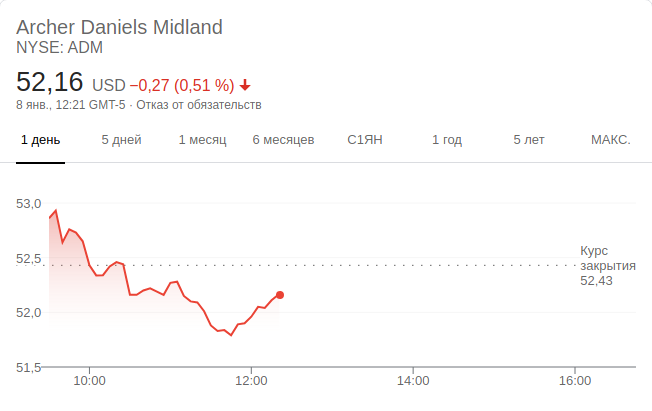 Archer Daniels Midland
NYSE: ADM
52,16 USD −0,27 (0,51 %)
8 янв., 12:21 GMT-5 · Отказ от обязательств
1 день 5 дней 1 месяц 6 месяцев С1ЯН 1 год 5 лет МАКС.
53,0
52,5
52,0
51,5
Курс
закрытия
52,43
10:00 12:00 14:00 16:00